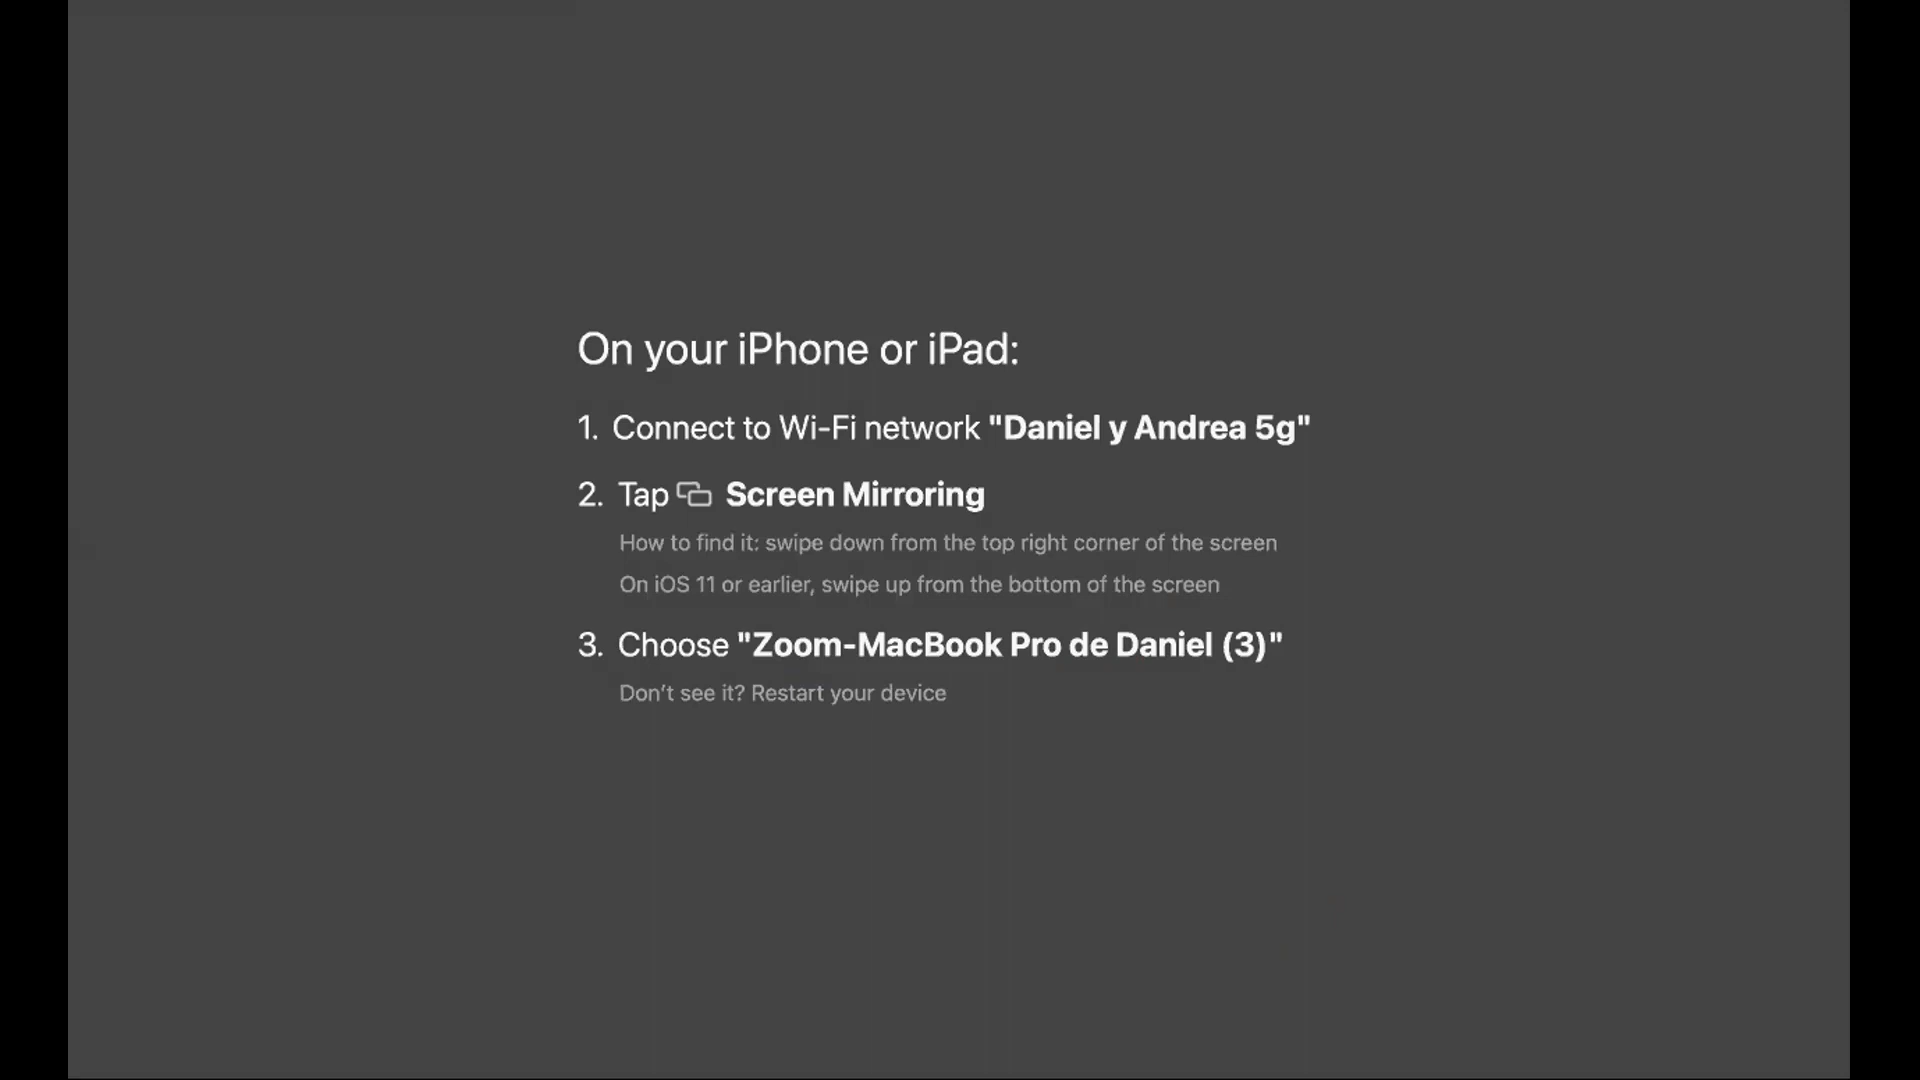 On your iPhone or iPad:
1. Connect to Wi-Fi network "Daniel y Andrea 5g"
2. Tap Screen Mirroring
How to find it: swipe down from the top right corner of the screen
On iOS 11 or earlier, swipe up from the bottom of the screen
3. Choose "Zoom-MacBook Pro de Daniel (3)"
Don’t see it? Restart your device